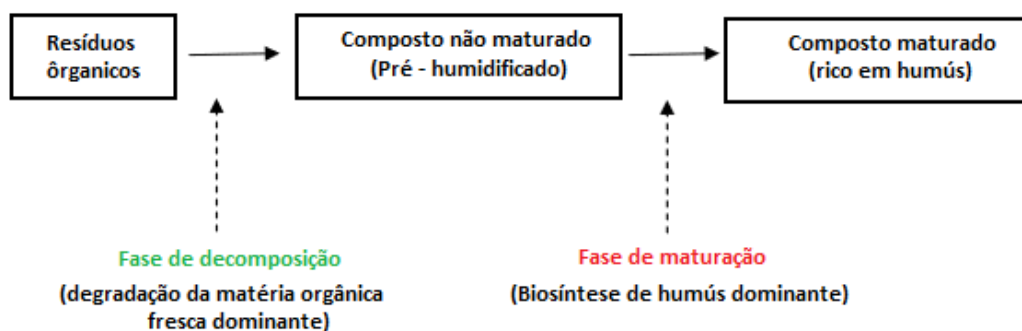 Resíduos
ôrganicos
Composto não maturado
(Pré - humidificado)
Composto maturado
(rico em humús)
Fase de decomposição
(degradação da matéria orgânica
fresca dominante)
Fase de maturação
(Biosíntese de humús dominante)